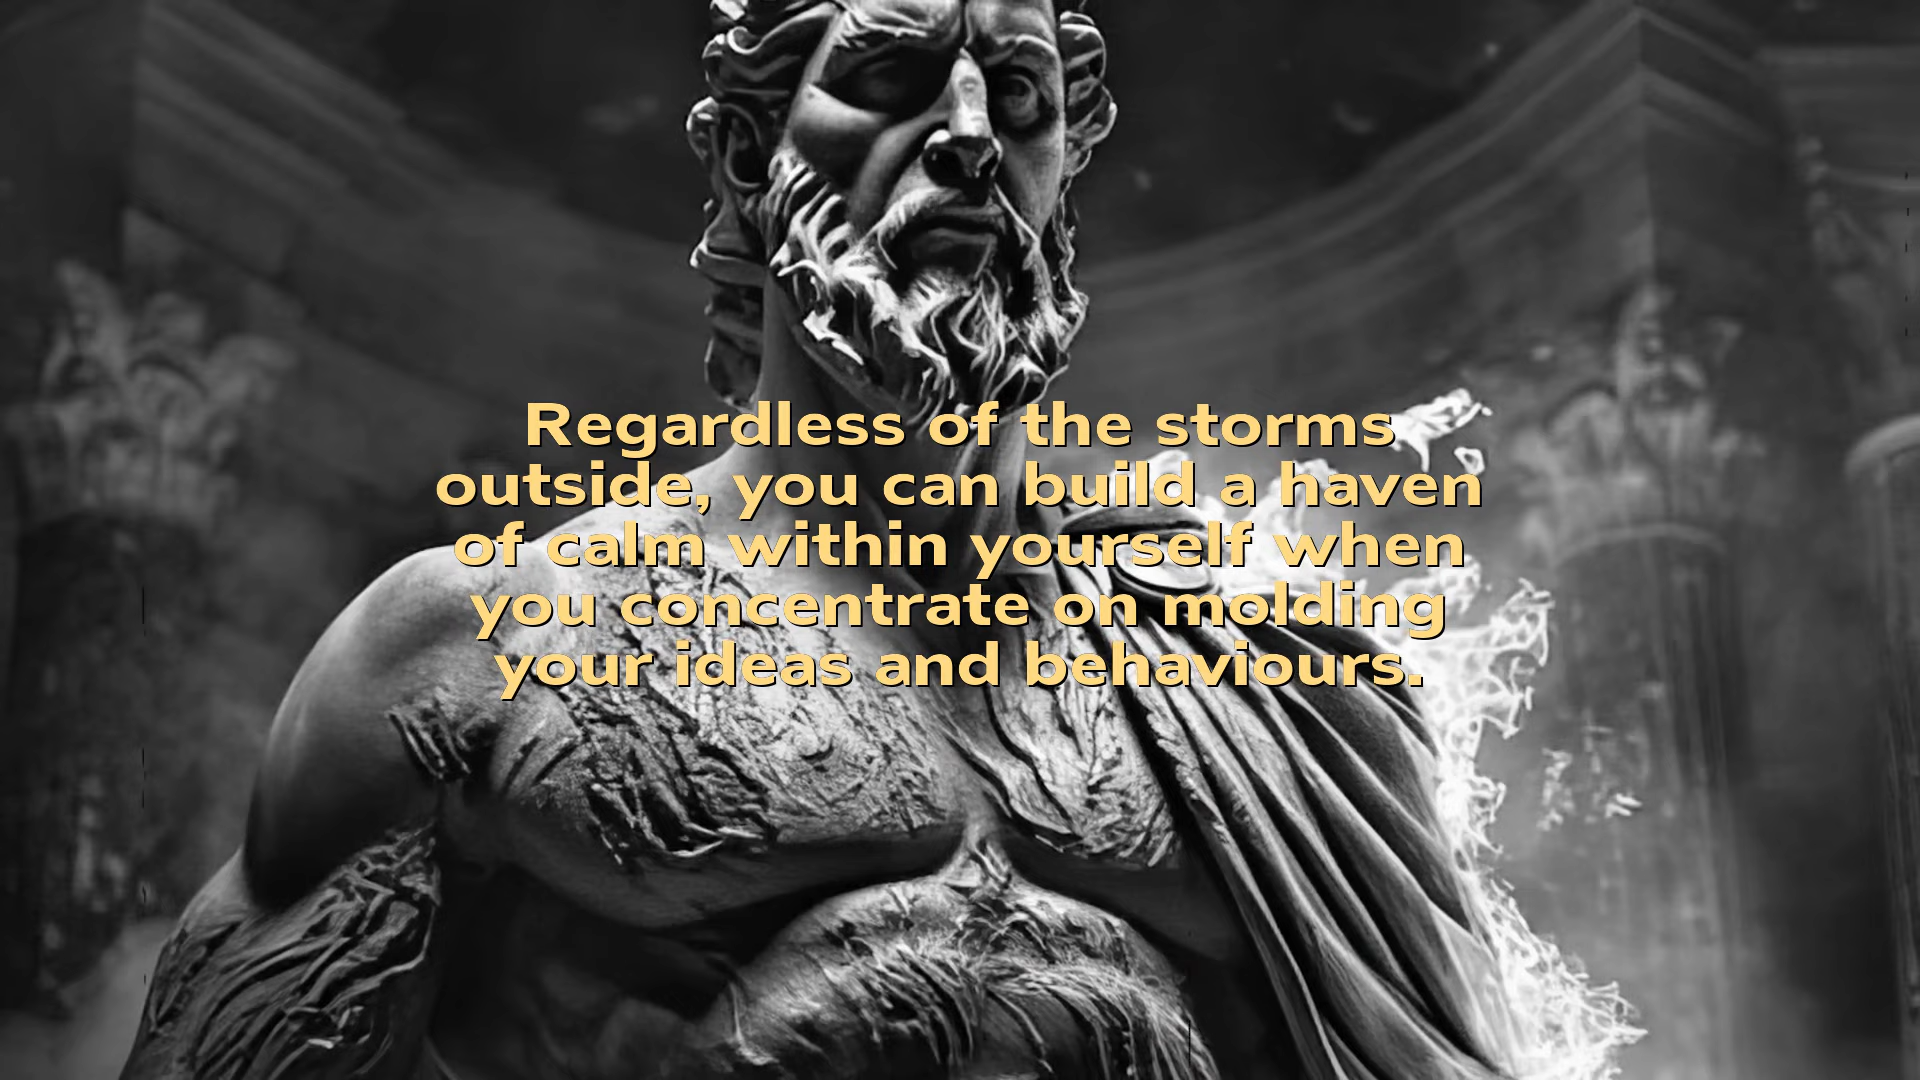 Regardless of the storms
outside, you can build a haven
of calm within yourself when
you concentrate on molding
your ideas and behaviours.